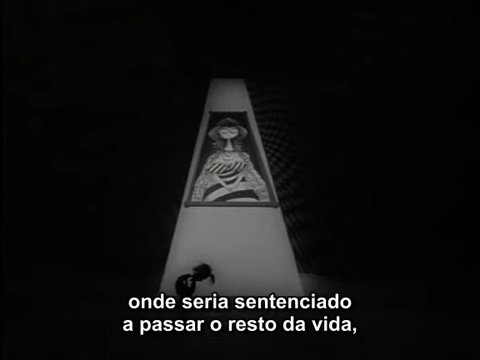 onde seria sentenciado
a passar o resto da vida,